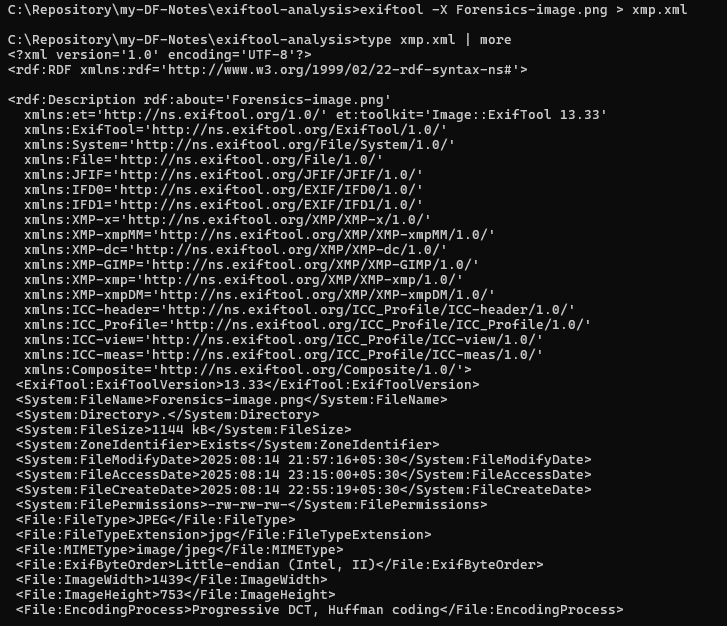 C:\Repository\my-DF-Notes\exiftool-analysis>exiftool -X Forensics-image.png > xmp.xml
C:\Repository\my-DF-Notes\exiftool-analysis>type xmp.xml | more
<?xml version='1.0' encoding='UTF-8'?>
<rdf:RDF xmlns:rdf='http://www.w3.org/1999/02/22-rdf-syntax-ns#'>
<rdf:Description rdf:about='Forensics-image.png'
xmlns:et='http://ns.exiftool.org/1.0/' et:toolkit='Image::ExifTool 13.33'
xmlns:ExifTool='http://ns.exiftool.org/ExifTool/1.0/'
xmlns:System='http://ns.exiftool.org/File/System/1.0/'
xmlns:File='http://ns.exiftool.org/File/1.0/'
xmlns:JFIF='http://ns.exiftool.org/JFIF/JFIF/1.0/'
xmlns:IFD0='http://ns.exiftool.org/EXIF/IFD0/1.0/'
xmlns:IFD1='http://ns.exiftool.org/EXIF/IFD1/1.0/'
xmlns:XMP-x='http://ns.exiftool.org/XMP/XMP-x/1.0/'
xmlns:XMP-xmpMM='http://ns.exiftool.org/XMP/XMP-xmpMM/1.0/'
xmlns:XMP-dc='http://ns.exiftool.org/XMP/XMP-dc/1.0/'
xmlns:XMP-GIMP='http://ns.exiftool.org/XMP/XMP-GIMP/1.0/'
xmlns:XMP-xmp='http://ns.exiftool.org/XMP/XMP-xmp/1.0/'
xmlns:XMP-xmpDM='http://ns.exiftool.org/XMP/XMP-xmpDM/1.0/'
xmlns:ICC-header='http://ns.exiftool.org/ICC_Profile/ICC-header/1.0/'
xmlns:ICC_Profile='http://ns.exiftool.org/ICC_Profile/ICC_Profile/1.0/'
xmlns:ICC-view='http://ns.exiftool.org/ICC_Profile/ICC-view/1.0/'
xmlns:ICC-meas='http://ns.exiftool.org/ICC_Profile/ICC-meas/1.0/'
xmlns:Composite='http://ns.exiftool.org/Composite/1.0/'>
<ExifTool:ExifToolVersion>13.33</ExifTool:ExifToolVersion>
<System:FileName>Forensics-image.png</System:FileName>
<System:Directory>.</System:Directory>
<System:FileSize>1144 kB</System:FileSize>
<System:ZoneIdentifier>Exists</System:ZoneIdentifier>
<System:FileModifyDate>2025:08:14 21:57:16+05:30</System:FileModifyDate>
<System:FileAccessDate>2025:08:14 23:15:00+05:30</System:FileAccessDate>
<System:FileCreateDate>2025:08:14 22:55:19+05:30</System:FileCreateDate>
<System:FilePermissions>-rw-rw-rw-</System:FilePermissions>
<File:FileType>JPEG</File:FileType>
<File:FileTypeExtension>jpg</File:FileTypeExtension>
<File:MIMEType>image/jpeg</File:MIMEType>
<File:ExifByteOrder>Little-endian (Intel, II)</File:ExifByteOrder>
<File:ImageWidth>1439</File:ImageWidth>
<File:ImageHeight>753</File:ImageHeight>
<File:EncodingProcess>Progressive DCT, Huffman coding</File:EncodingProcess>